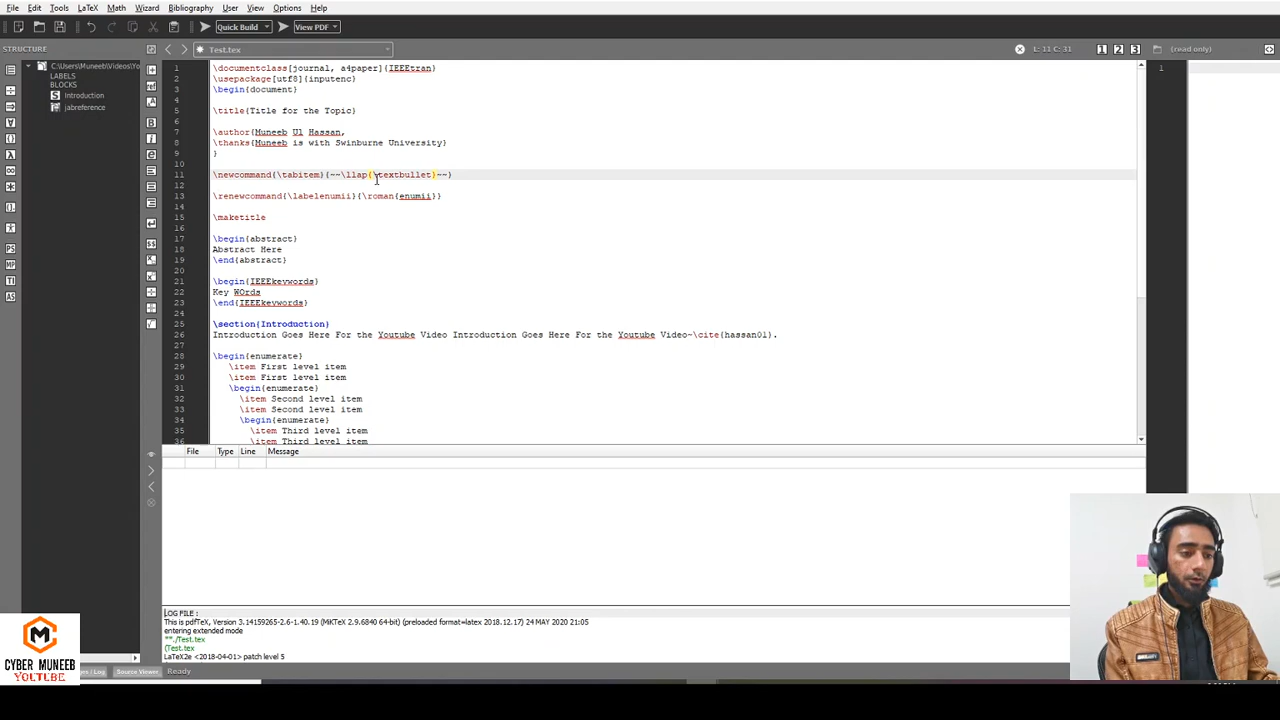 File Edit Tools LaTeX Math Wizard Bibliography User View Options Help
Quick Build View PDF
STRUCTURE Test.tex L: 11 C: 31 1 2 3 (read only)
C:\Users\Muneeb\Videos\Yo
LABELS
BLOCKS
Introduction
jabreference
1 \documentclass[journal, a4paper]{IEEEtran}
2 \usepackage[utf8]{inputenc}
3 \begin{document}
4
5 \title{Title for the Topic}
6
7 \author{Muneeb Ul Hassan,
8 \thanks{Muneeb is with Swinburne University}
9 }
10
11 \newcommand{\tabitem}{~~\llap{\textbullet}~~}
12
13 \renewcommand{\labelenumii}{\roman{enumii}}
14
15 \maketitle
16
17 \begin{abstract}
18 Abstract Here
19 \end{abstract}
20
21 \begin{IEEEkeywords}
22 Key WOrds
23 \end{IEEEkeywords}
24
25 \section{Introduction}
26 Introduction Goes Here For the Youtube Video Introduction Goes Here For the Youtube Video~\cite{hassan01}.
27
28 \begin{enumerate}
29 \item First level item
30 \item First level item
31 \begin{enumerate}
32 \item Second level item
33 \item Second level item
34 \begin{enumerate}
35 \item Third level item
36 \item Third level item
1
File Type Line Message
LOG FILE :
This is pdfTeX, Version 3.14159265-2.6-1.40.19 (MiKTeX 2.9.6840 64-bit) (preloaded format=latex 2018.12.17) 24 MAY 2020 21:05
entering extended mode
**./Test.tex
(Test.tex
LaTeX2e <2018-04-01> patch level 5
ges / Log Source Viewer Ready
CYBER MUNEEB
YOUTUBE